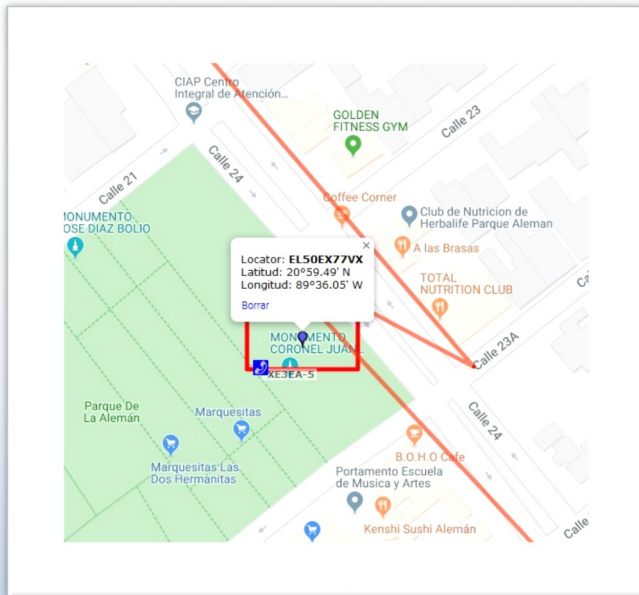 CIAP Centro
Integral de Atención...
GOLDEN
FITNESS GYM
Calle 23
Calle 24
Calle 21
Coffee Corner
MONUMENTO
JOSE DIAZ BOLIO
Club de Nutricion de
Herbalife Parque Aleman
A las Brasas
×
Locator: EL50EX77VX
Latitud: 20°59.49' N
Longitud: 89°36.05' W
Borrar
TOTAL
NUTRITION CLUB
MONUMENTO
CORONEL JUAN
XE3EA-5
Calle 23A
Parque De
La Alemán
Marquesitas
Calle 24
Marquesitas Las
Dos Hermanitas
B.O.H.O Cafe
Portamento Escuela
de Musica y Artes
Kenshi Sushi Alemán
Calle